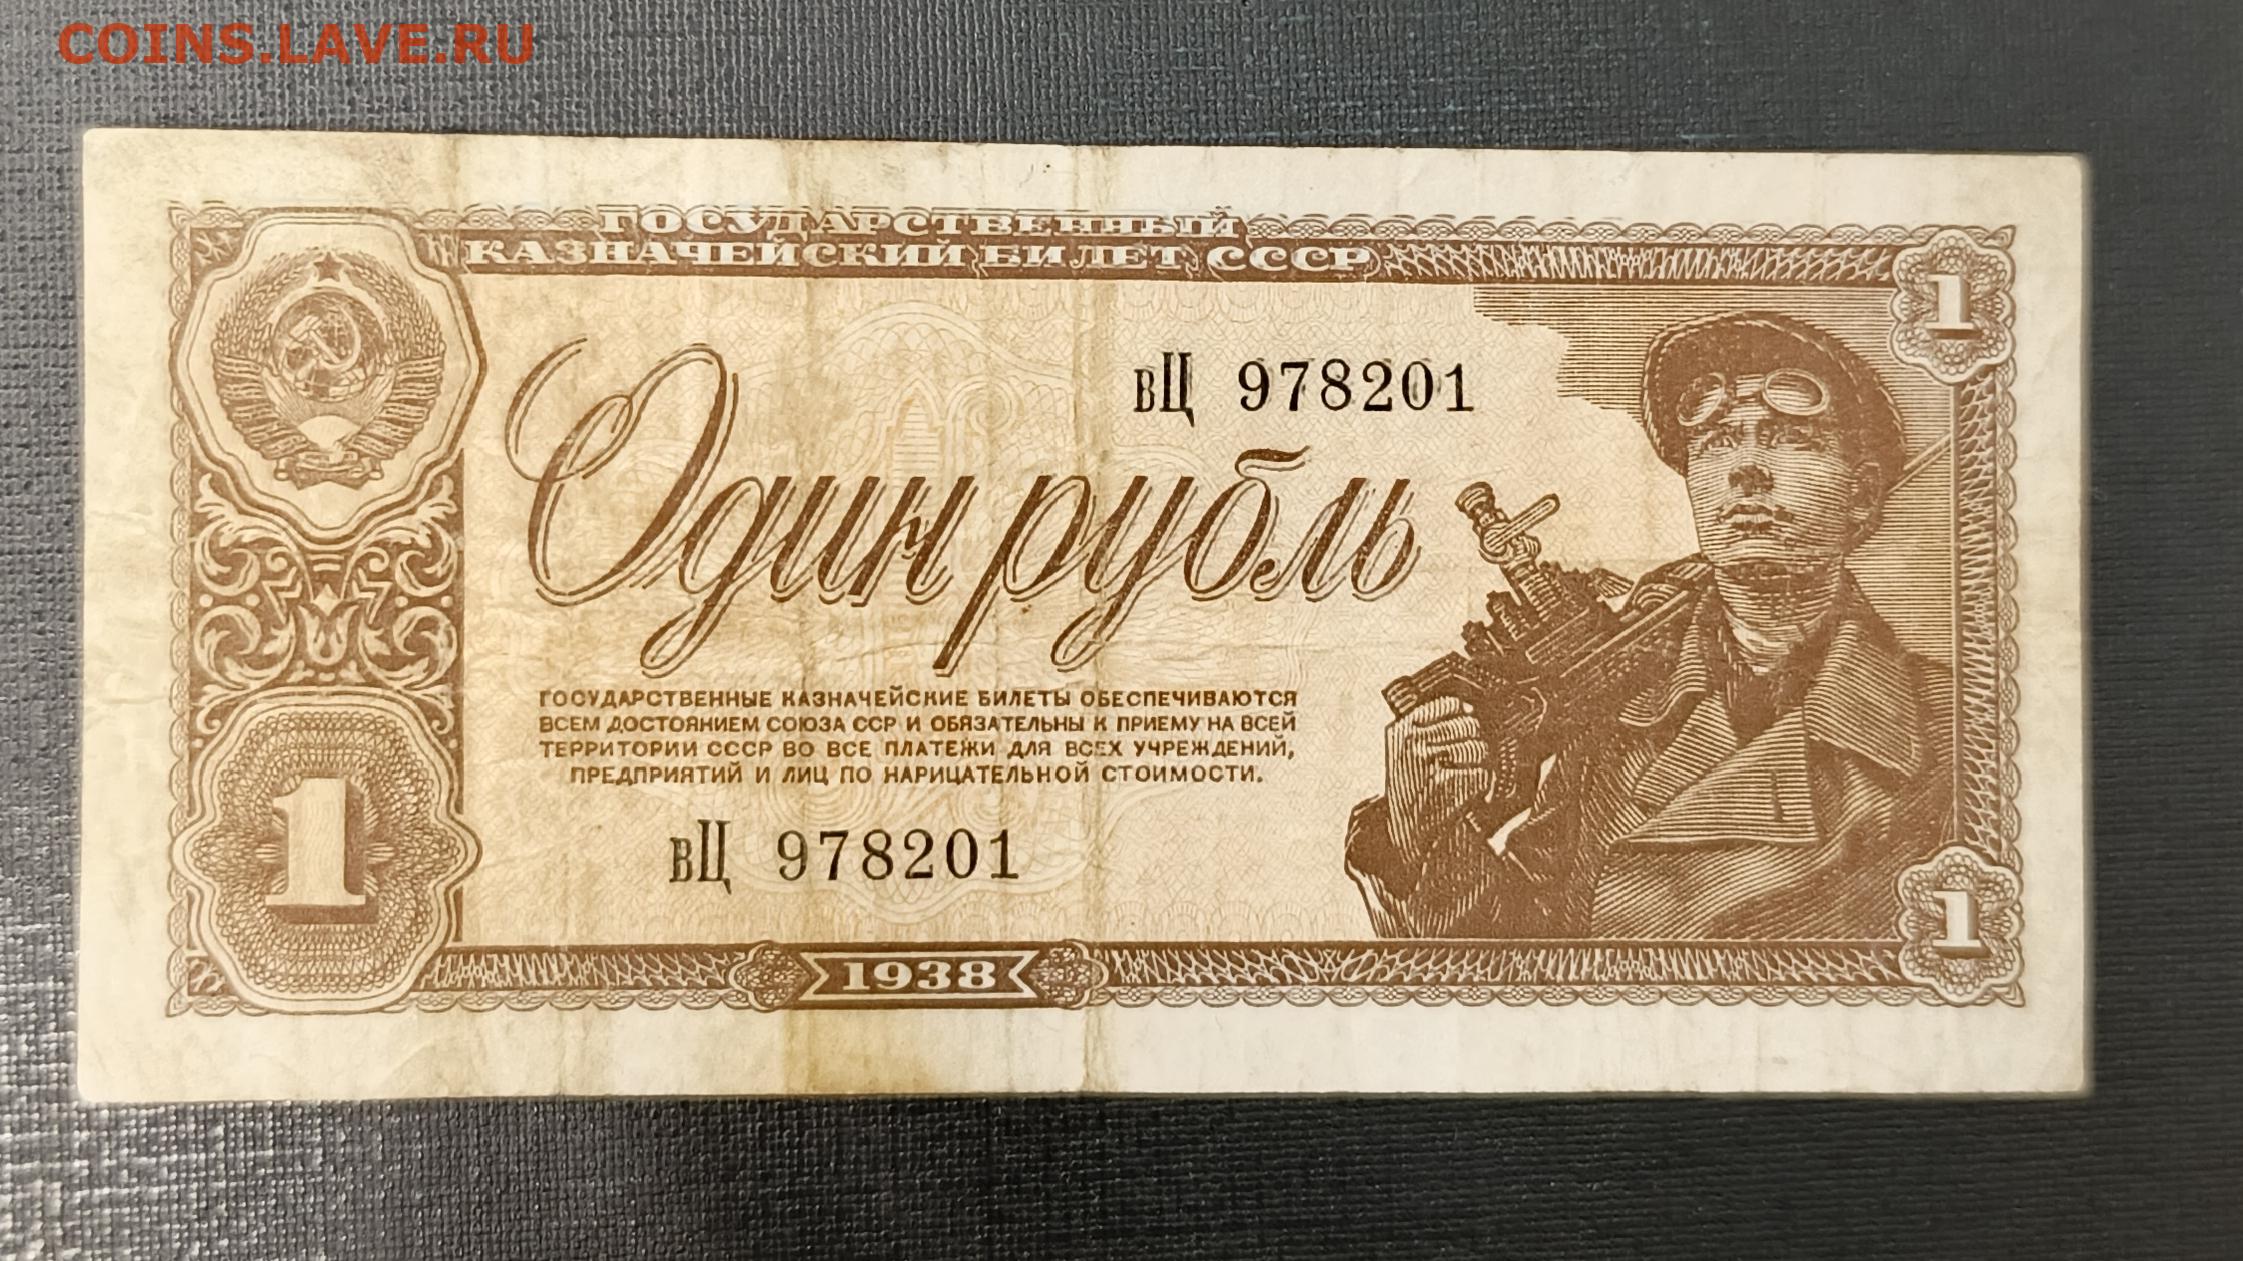 COINS.LAVE.RU
ГОСУДАРСТВЕННЫЙ
КАЗНАЧЕЙСКИЙ БИЛЕТ СССР
1
вЦ 978201
Один рубль
ГОСУДАРСТВЕННЫЕ КАЗНАЧЕЙСКИЕ БИЛЕТЫ ОБЕСПЕЧИВАЮТСЯ
ВСЕМ ДОСТОЯНИЕМ СОЮЗА ССР И ОБЯЗАТЕЛЬНЫ К ПРИЕМУ НА ВСЕЙ
ТЕРРИТОРИИ СССР ВО ВСЕ ПЛАТЕЖИ ДЛЯ ВСЕХ УЧРЕЖДЕНИЙ,
ПРЕДПРИЯТИЙ И ЛИЦ ПО НАРИЦАТЕЛЬНОЙ СТОИМОСТИ.
1
вЦ 978201
1
1938